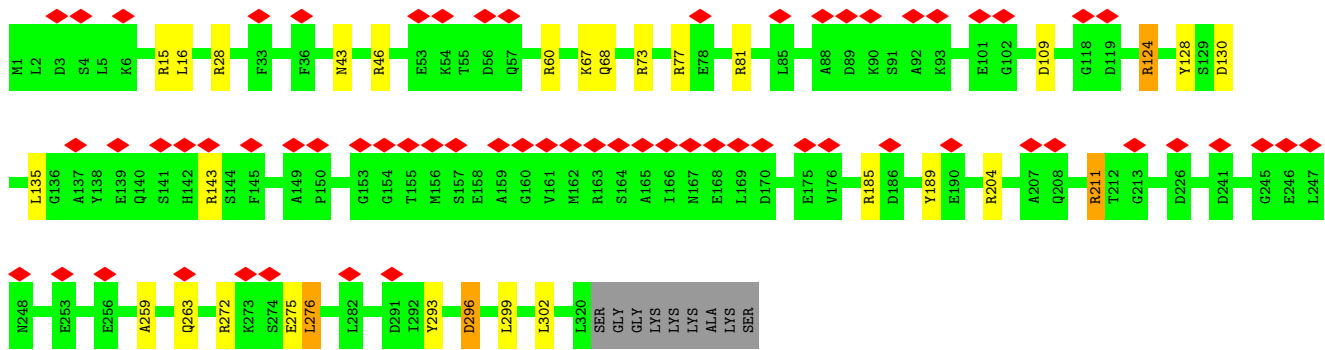 M1 L2 D3 S4 L5 K6 R15 L16 R28 F33 F36 N43 R46 E53 K54 T55 D56 Q57 R60 K67 Q68 R73 R77 E78 R81 L85 A88 D89 K90 S91 A92 K93 E101 G102 D109 G118 D119 R124 Y128 S129 D130
L135 G136 A137 Y138 E139 Q140 S141 H142 R143 S144 F145 A149 P150 G153 G154 T155 M156 S157 E158 A159 G160 V161 M162 R163 S164 A165 I166 N167 E168 L169 D170 E175 V176 R185 D186 Y189 E190 R204 A207 Q208 R211 T212 G213 D226 D241 G245 E246 L247
N248 E253 E256 A259 Q263 R272 K273 S274 E275 L276 L282 D291 I292 Y293 D296 L299 L302 L320 SER GLY GLY LYS LYS LYS ALA LYS SER